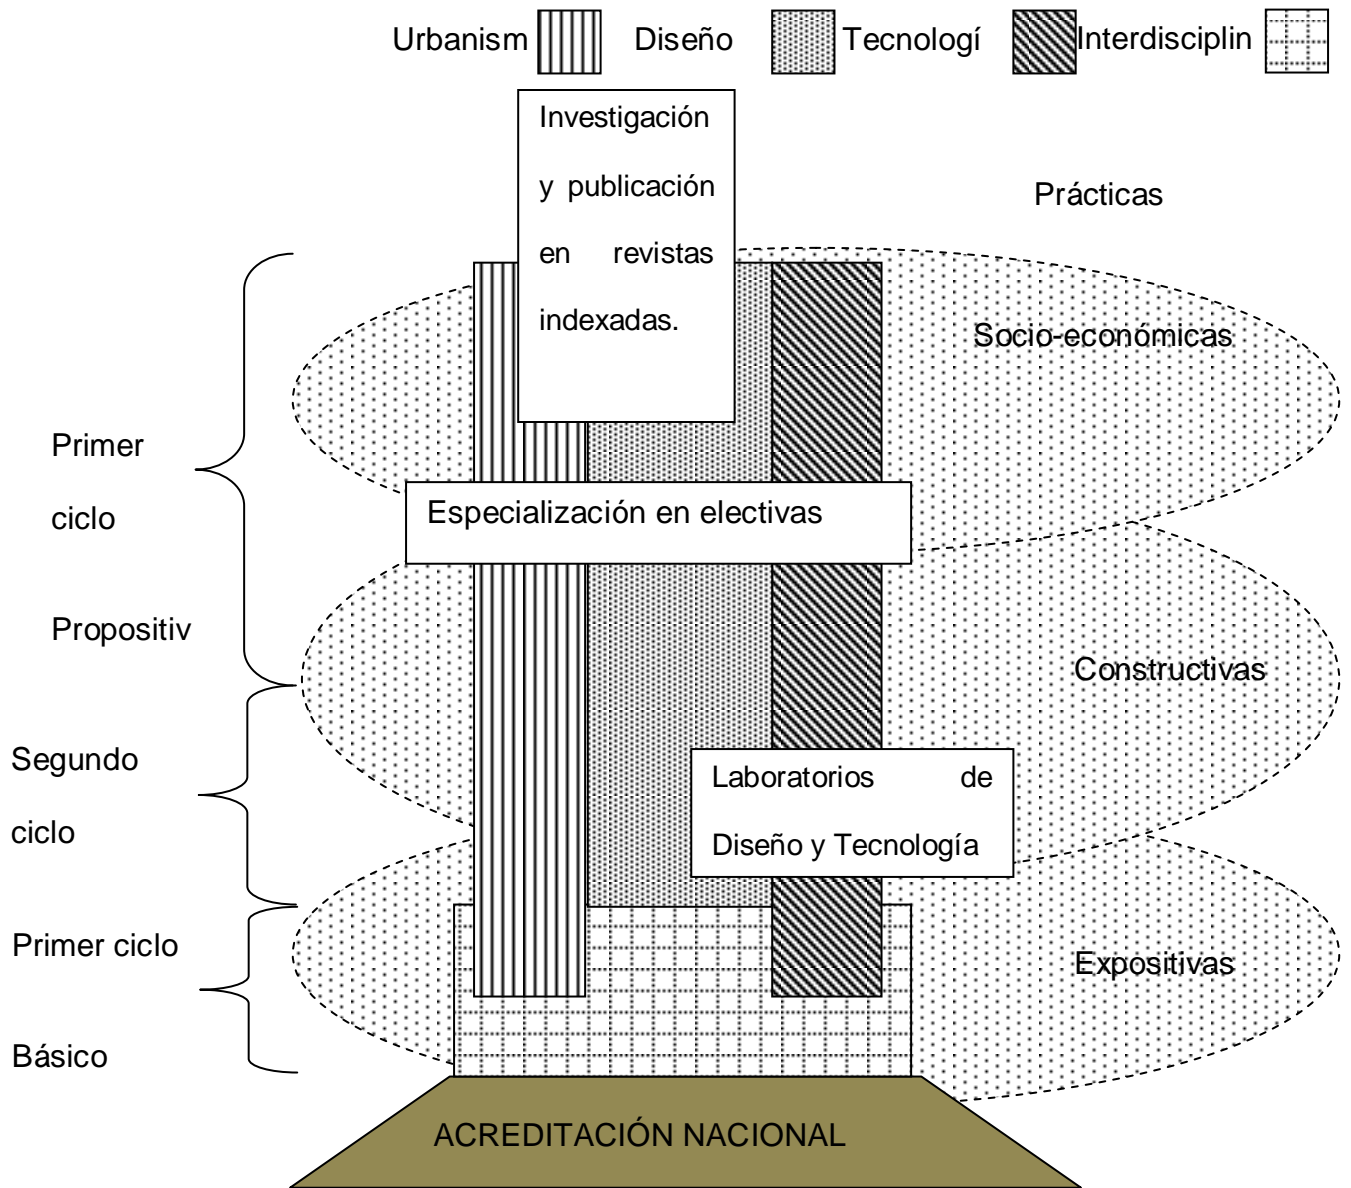 Urbanism Diseño Tecnologí Interdisciplin
Investigación
y publicación
en revistas
indexadas.
Prácticas
Socio-económicas
Primer
ciclo
Propositiv
Especialización en electivas
Constructivas
Segundo
ciclo
Laboratorios de
Diseño y Tecnología
Primer ciclo
Básico
Expositivas
ACREDITACIÓN NACIONAL